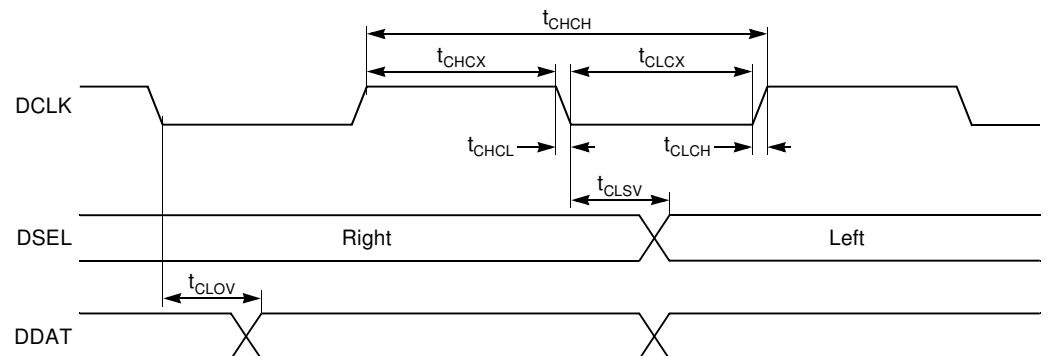 tCHCH
tCHCX
tCLCX
DCLK
tCHCL
tCLCH
tCLSV
DSEL
Right
Left
tCLOV
DDAT